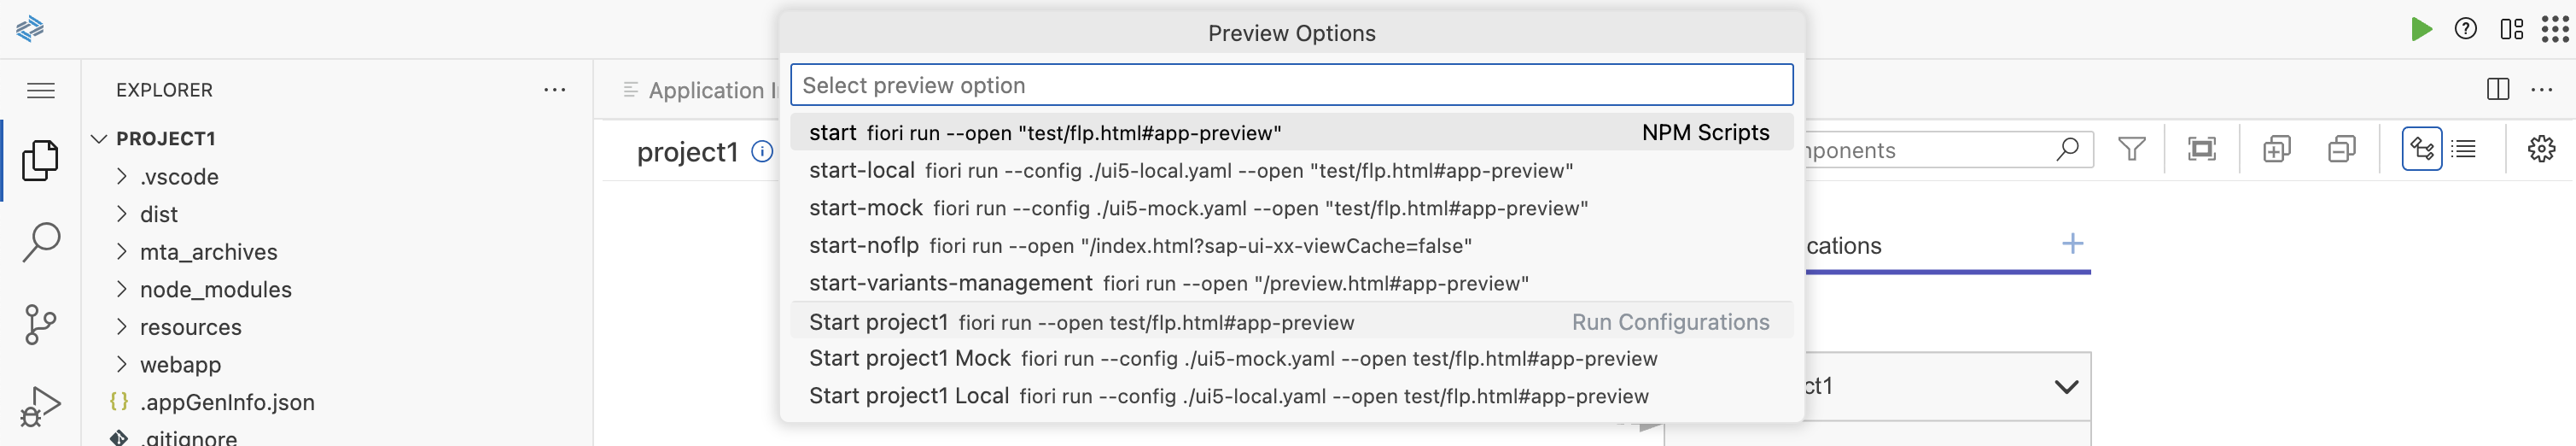 Preview Options
Select preview option
start fiori run --open "test/flp.html#app-preview" NPM Scripts
start-local fiori run --config ./ui5-local.yaml --open "test/flp.html#app-preview"
start-mock fiori run --config ./ui5-mock.yaml --open "test/flp.html#app-preview"
start-noflp fiori run --open "/index.html?sap-ui-xx-viewCache=false"
start-variants-management fiori run --open "/preview.html#app-preview"
Start project1 fiori run --open test/flp.html#app-preview Run Configurations
Start project1 Mock fiori run --config ./ui5-mock.yaml --open test/flp.html#app-preview
Start project1 Local fiori run --config ./ui5-local.yaml --open test/flp.html#app-preview
EXPLORER
PROJECT1
.vscode
dist
mta_archives
node_modules
resources
webapp
{} .appGenInfo.json
.gitignore
Application
project1